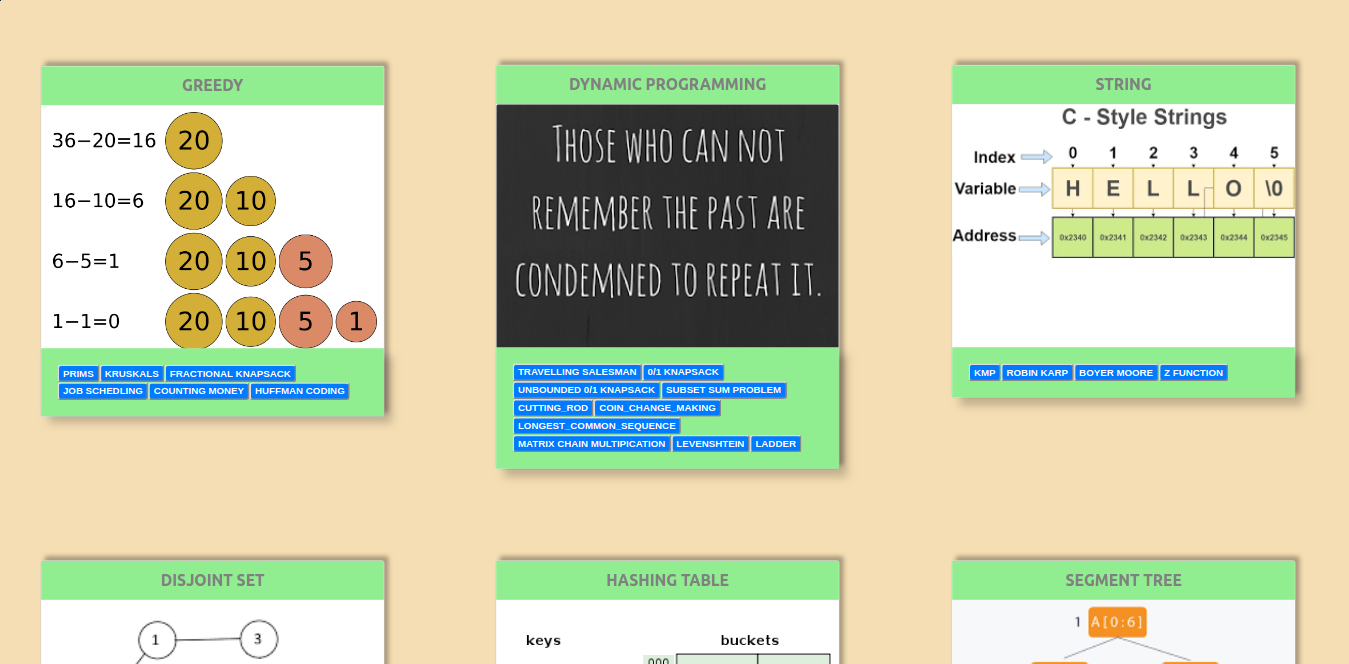 GREEDY
36−20=16 20
16−10=6 20 10
6−5=1 20 10 5
1−1=0 20 10 5 1
PRIMS KRUSKALS FRACTIONAL KNAPSACK
JOB SCHEDLING COUNTING MONEY HUFFMAN CODING
DYNAMIC PROGRAMMING
THOSE WHO CAN NOT
REMEMBER THE PAST ARE
CONDEMNED TO REPEAT IT.
TRAVELLING SALESMAN 0/1 KNAPSACK
UNBOUNDED 0/1 KNAPSACK SUBSET SUM PROBLEM
CUTTING_ROD COIN_CHANGE_MAKING
LONGEST_COMMON_SEQUENCE
MATRIX CHAIN MULTIPICATION LEVENSHTEIN LADDER
STRING
C - Style Strings
Index 0 1 2 3 4 5
Variable H E L L O \0
Address 0x2340 0x2341 0x2342 0x2343 0x2344 0x2345
KMP ROBIN KARP BOYER MOORE Z FUNCTION
DISJOINT SET
1 3
HASHING TABLE
keys buckets
000
SEGMENT TREE
1 A[0:6]